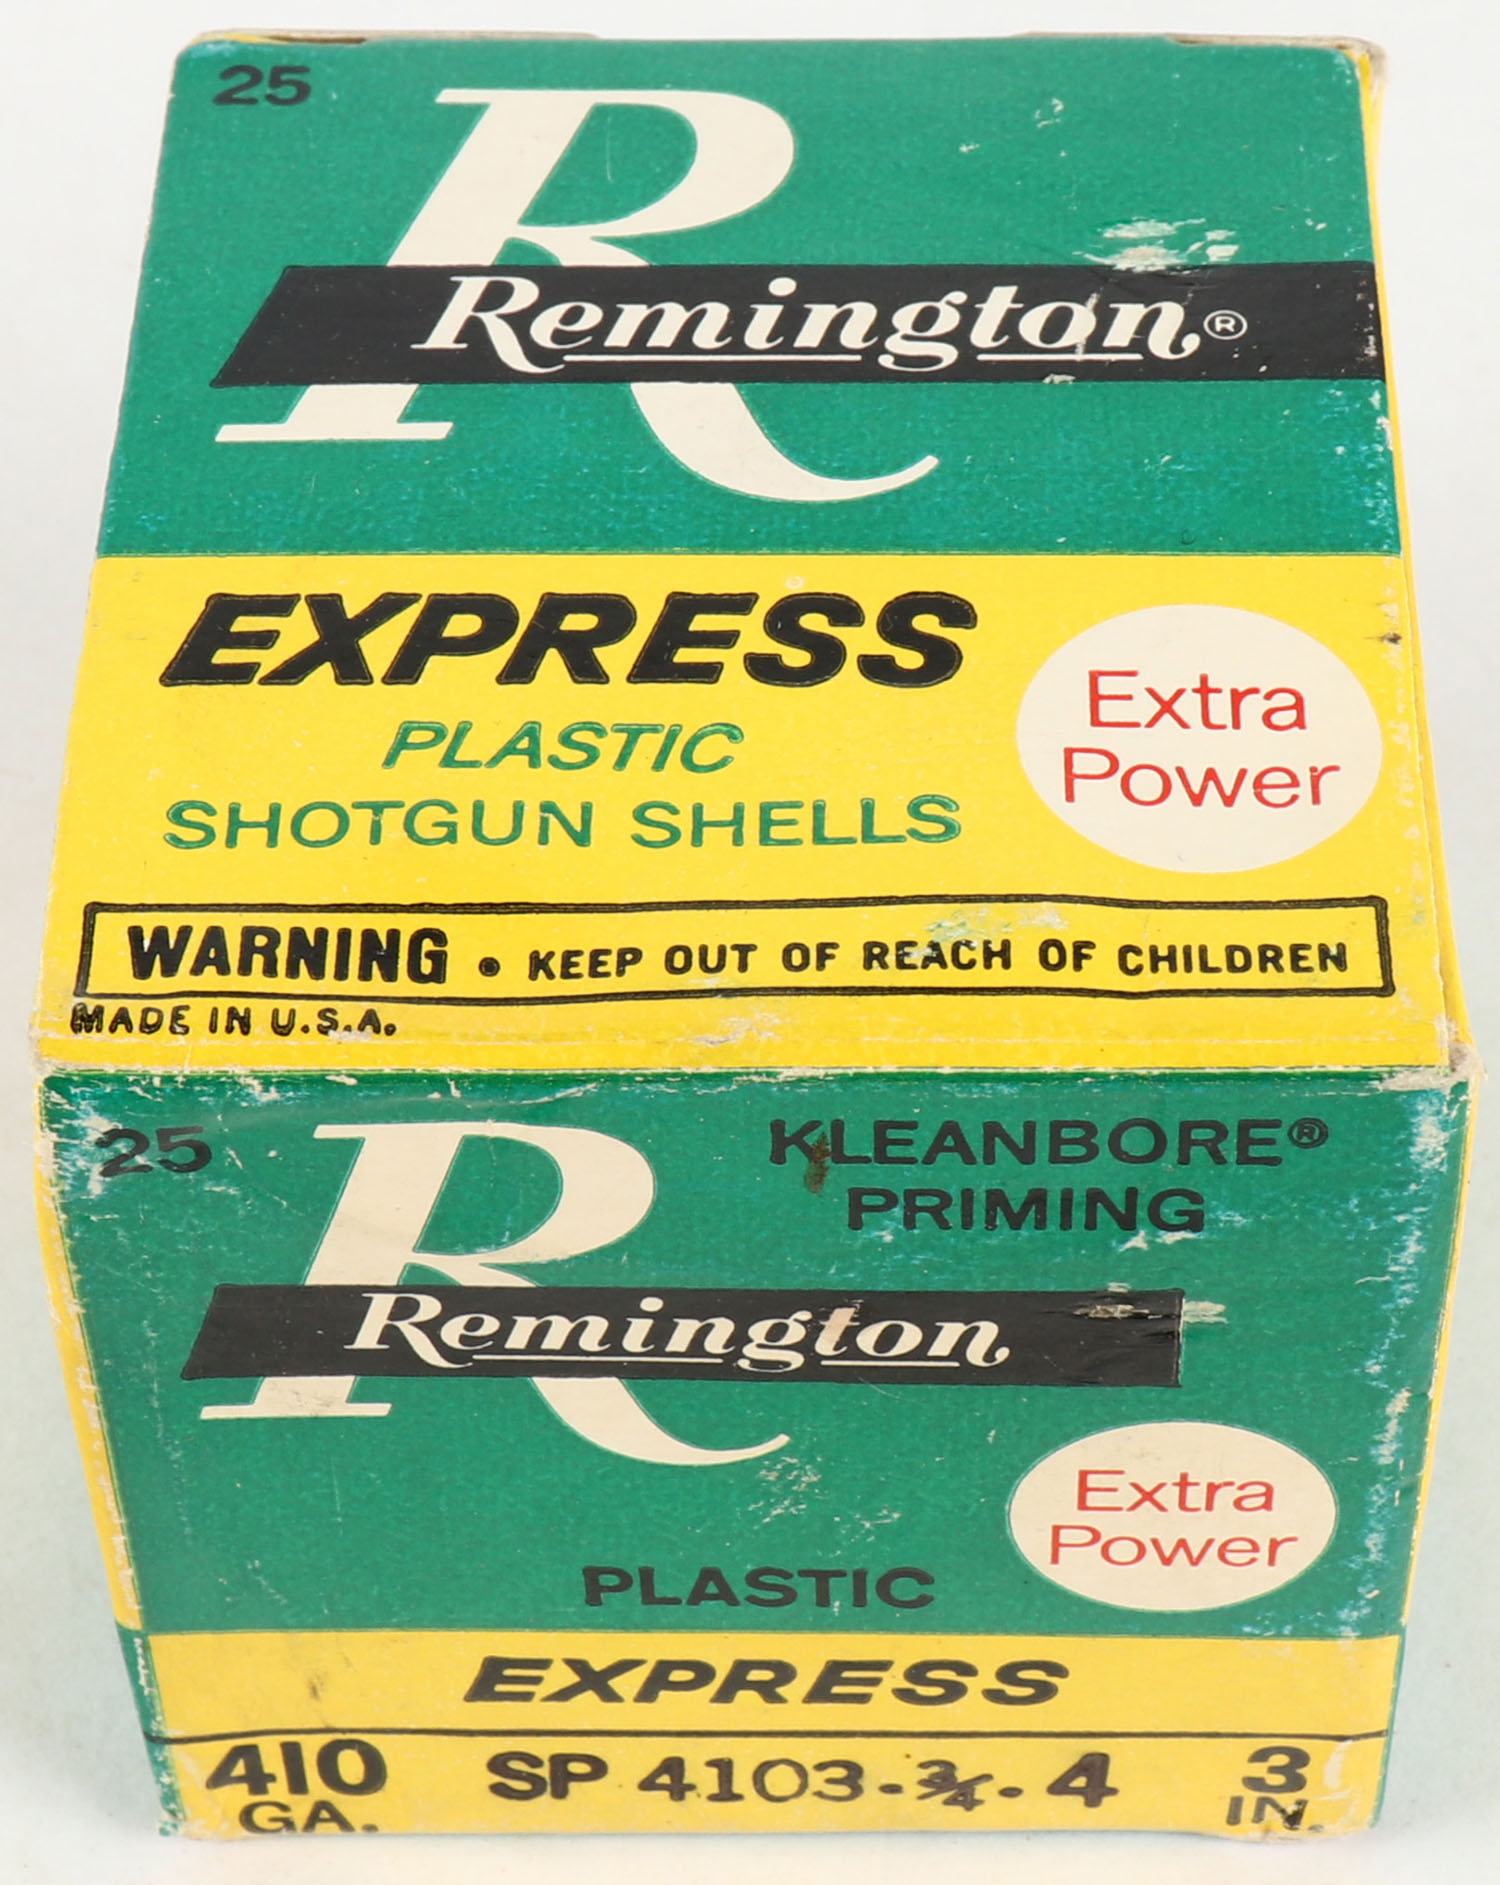 25
R
Remington®
EXPRESS
PLASTIC
SHOTGUN SHELLS
Extra
Power
WARNING • KEEP OUT OF REACH OF CHILDREN
MADE IN U.S.A.
25
KLEANBORE®
PRIMING
R
Remington
Extra
Power
PLASTIC
EXPRESS
410 GA. SP 4103-3/4-4 3 IN.